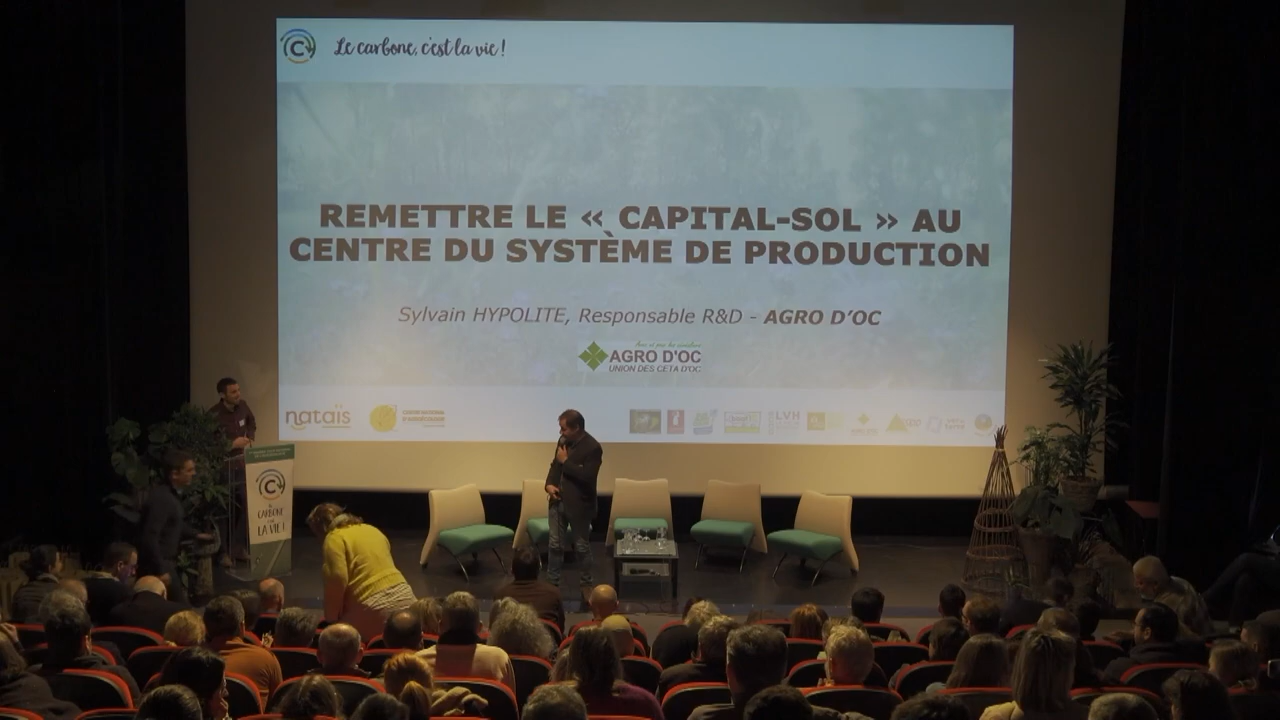 Le carbone, c'est la vie !
REMETTRE LE « CAPITAL-SOL » AU
CENTRE DU SYSTÈME DE PRODUCTION
Sylvain HYPOLITE, Responsable R&D - AGRO D'OC
AGRO D'OC
UNION DES CETA D'OC
nataïs
LVH
CARBONE
LA VIE !